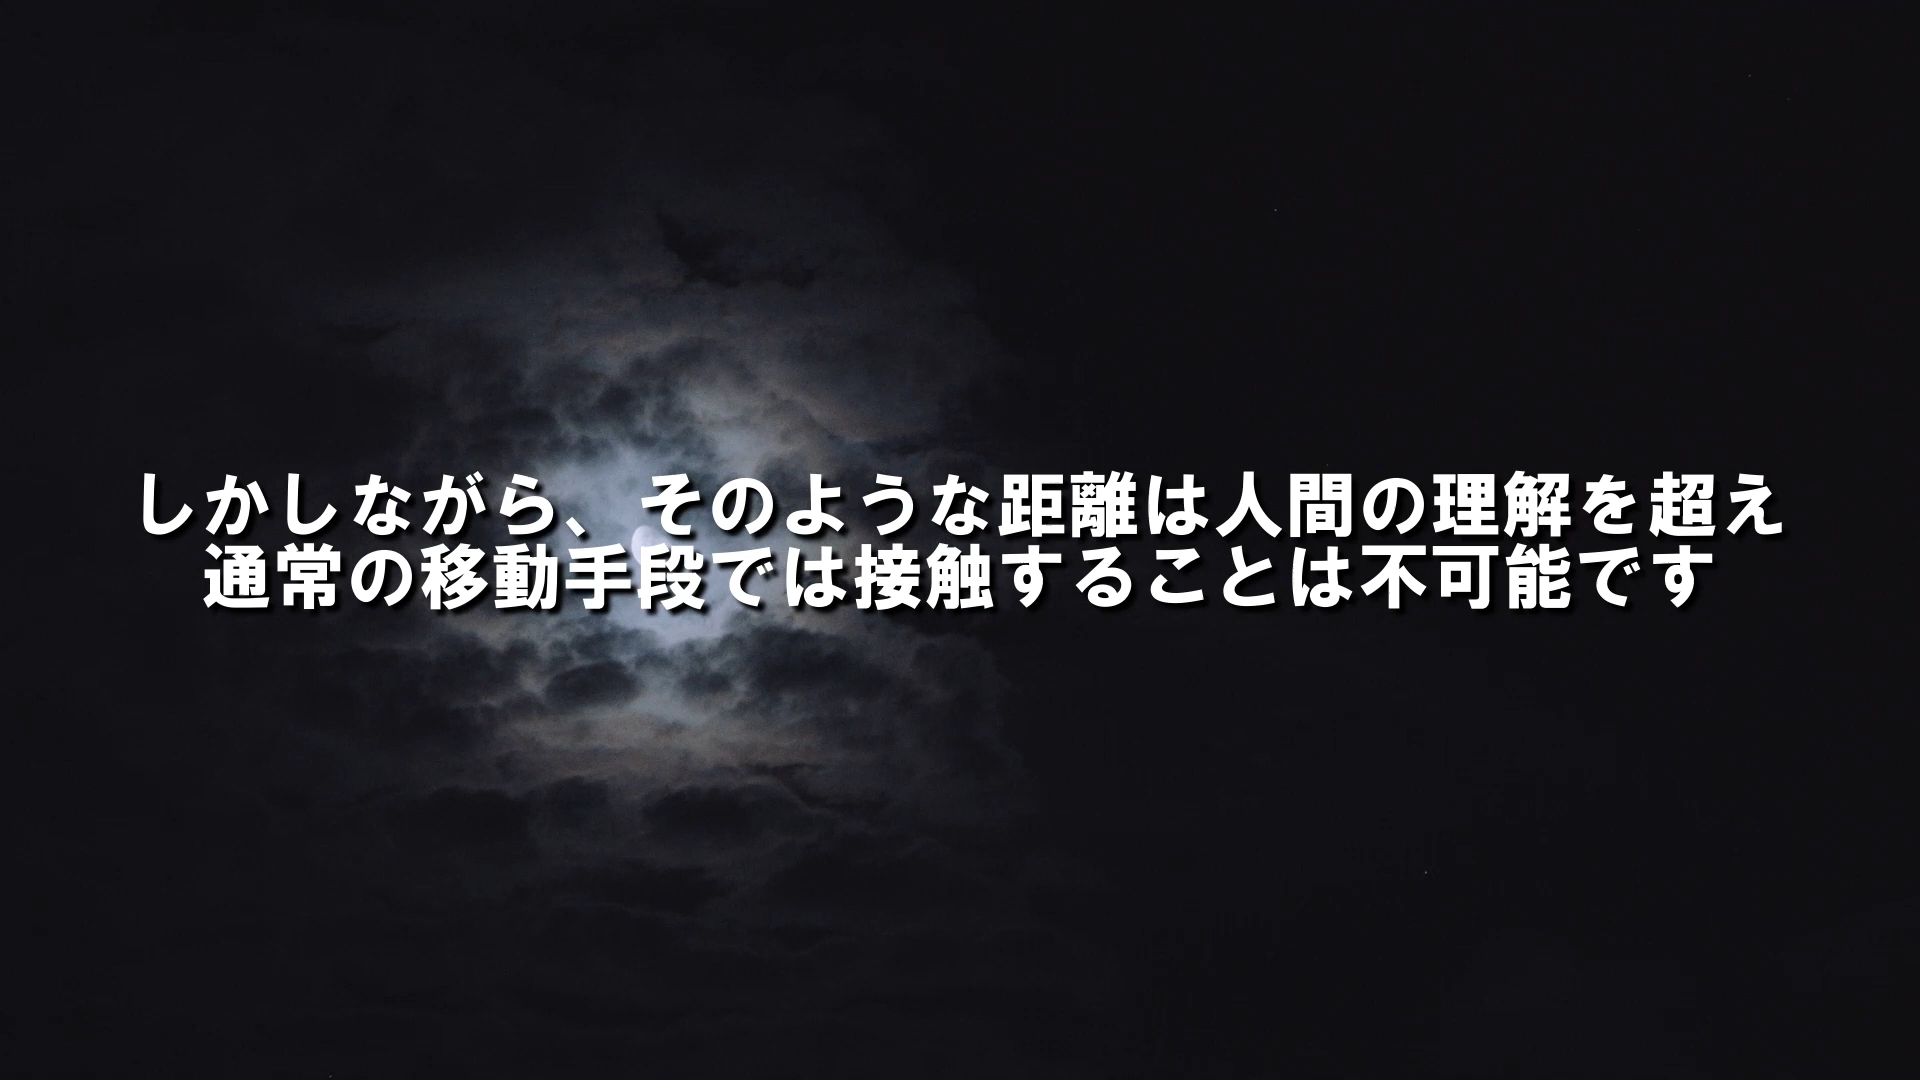 しかしながら、そのような距離は人間の理解を超え
通常の移動手段では接触することは不可能です